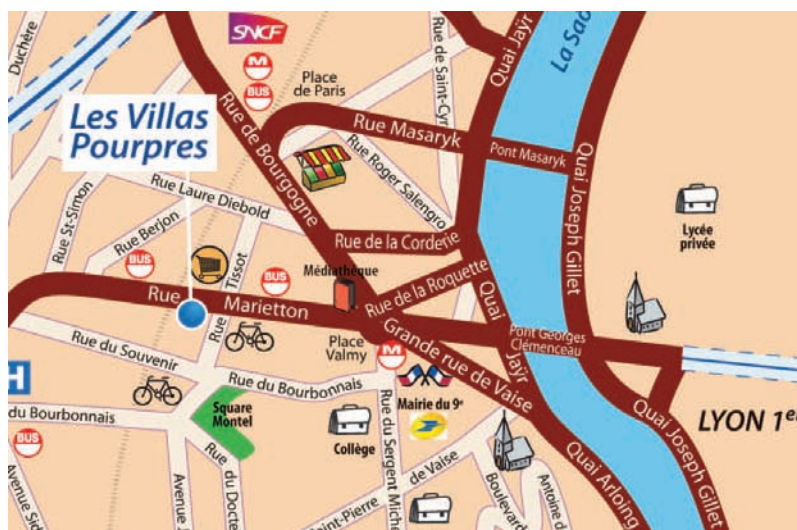 Duchère
SNCF
M
BUS
Place
de Paris
Rue de Saint-Cyr
Quai Jaÿr
La Saô
Les Villas
Pourpres
Rue de Bourgogne
Rue Masaryk
Pont Masaryk
Quai Joseph Gillet
Rue Roger Salengro
Lycée
privée
Rue Laure Diebold
Rue St-Simon
Rue Berjon
Rue de la Corderie
BUS
Rue Tissot
BUS
Médiathèque
Rue de la Roquette
Rue Marietton
Quai Jaÿr
Pont Georges
Clémenceau
Place
Valmy
Grande rue de Vaise
M
Rue du Souvenir
H
Rue du Bourbonnais
Mairie du 9e
du Bourbonnais
Square
Montel
Collège
Rue du Sergent Miche
Quai Joseph Gillet
LYON 1e
BUS
Avenue Sid
Avenue
Rue du Docte
Saint-Pierre de Vaise
Boulevard
Antoine d
Quai Arloing